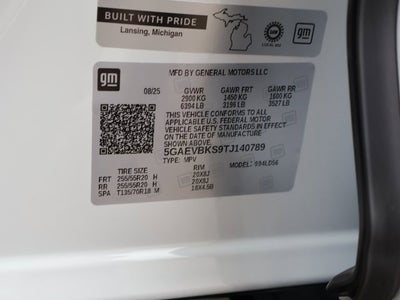 BUILT WITH PRIDE
Lansing, Michigan
gm
gm
MFD BY GENERAL MOTORS LLC
08/25 GVWR GAWR FRT GAWR RR
2900 KG 1450 KG 1600 KG
6394 LB 3196 LB 3527 LB
THIS VEHICLE CONFORMS TO ALL
APPLICABLE U.S. FEDERAL MOTOR
VEHICLE SAFETY STANDARDS IN EFFECT
ON THE DATE OF MANUFACTURE
SHOWN ABOVE.
5GAEVBKS9TJ140789
TYPE: MPV MODEL:
TIRE SIZE RIM
FRT 255/55R20 H 20X8J
RR 255/55R20 H 20X8J
SPA T135/70R18 M 18X4.5B